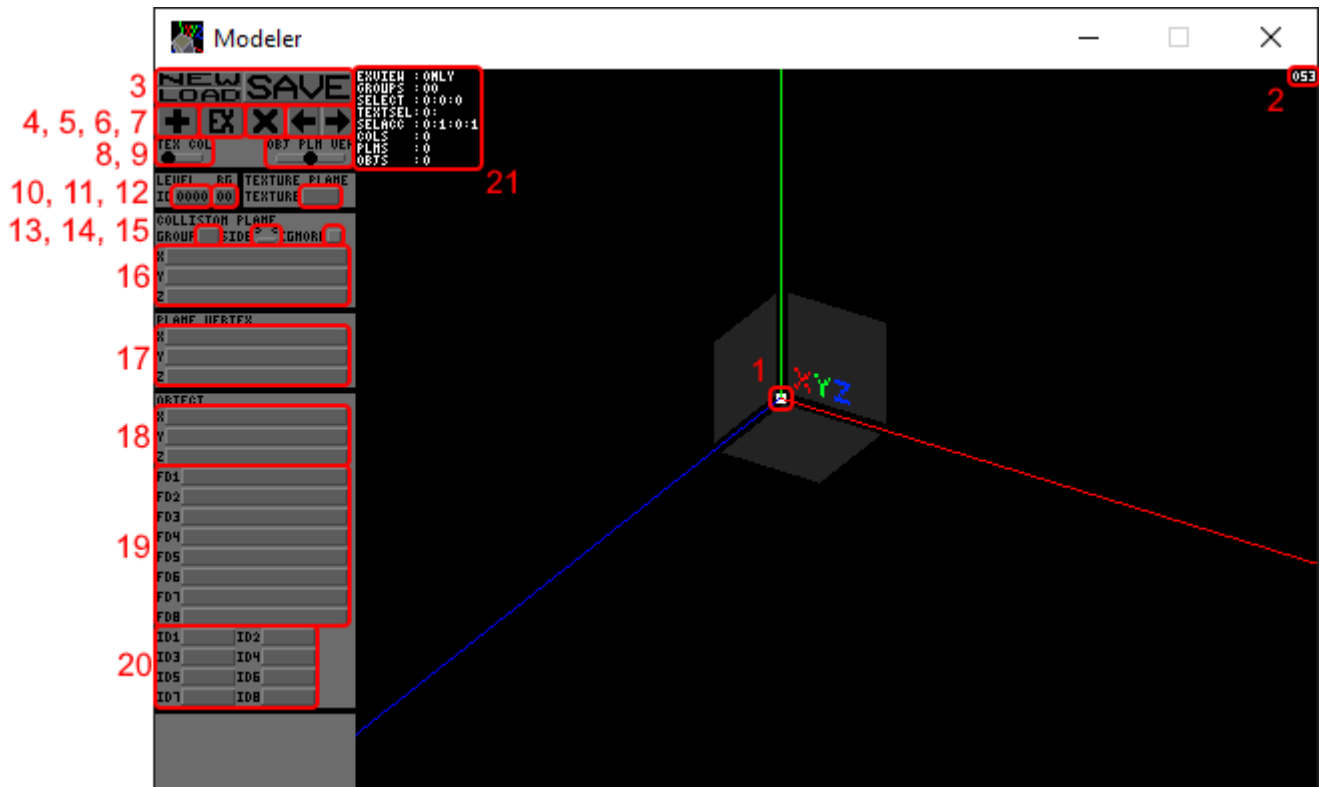 Modeler
3 NEW SAVE
LOAD
EXVIEW :ONLY
GROUPS :00
SELECT :0:0:0
TEXTSEL:0:
SELACC :0:1:0:1
COLS :0
PLMS :0
OBJS :0
21
053
2
4, 5, 6, 7 + EX X ← →
8, 9 TEX COL OBJ PLM VER
10, 11, 12 LEVEL BG TEXTURE PLANE
ID 0000 00 TEXTURE
13, 14, 15 COLLISION PLANE
GROUP SIDE IGNORE
16 X
Y
Z
PLANE VERTEX
17 X
Y
Z
1 X Y Z
OBJECT
18 X
Y
Z
19 FD1
FD2
FD3
FD4
FD5
FD6
FD7
FD8
20 ID1 ID2
ID3 ID4
ID5 ID6
ID7 ID8